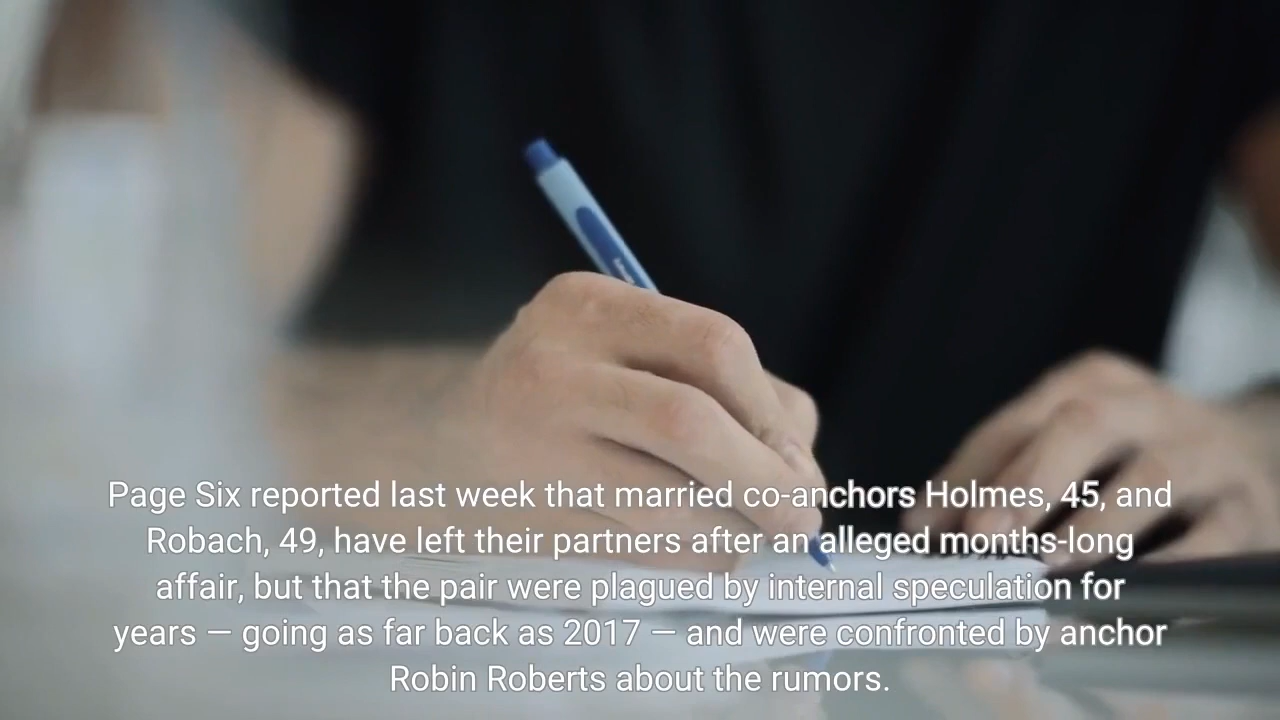 Page Six reported last week that married co-anchors Holmes, 45, and
Robach, 49, have left their partners after an alleged months-long
affair, but that the pair were plagued by internal speculation for
years — going as far back as 2017 — and were confronted by anchor
Robin Roberts about the rumors.